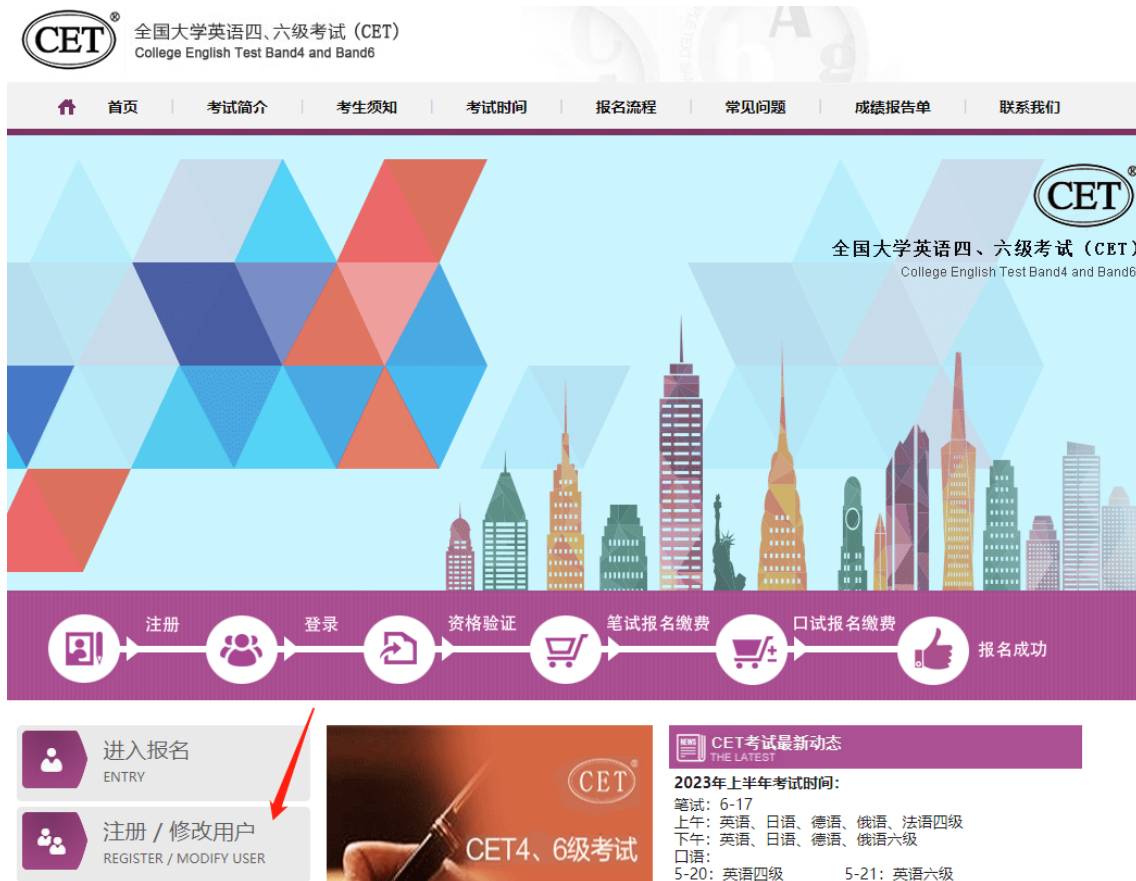 CET®
全国大学英语四、六级考试（CET）
College English Test Band4 and Band6
首页 考试简介 考生须知 考试时间 报名流程 常见问题 成绩报告单 联系我们
CET®
全国大学英语四、六级考试（CET）
College English Test Band4 and Band6
注册 登录 资格验证 笔试报名缴费 口试报名缴费 报名成功
进入报名
ENTRY
注册 / 修改用户
REGISTER / MODIFY USER
CET®
CET4、6级考试
NEWS
CET考试最新动态
THE LATEST
2023年上半年考试时间：
笔试：6-17
上午：英语、日语、德语、俄语、法语四级
下午：英语、日语、德语、俄语六级
口语：
5-20：英语四级 5-21：英语六级